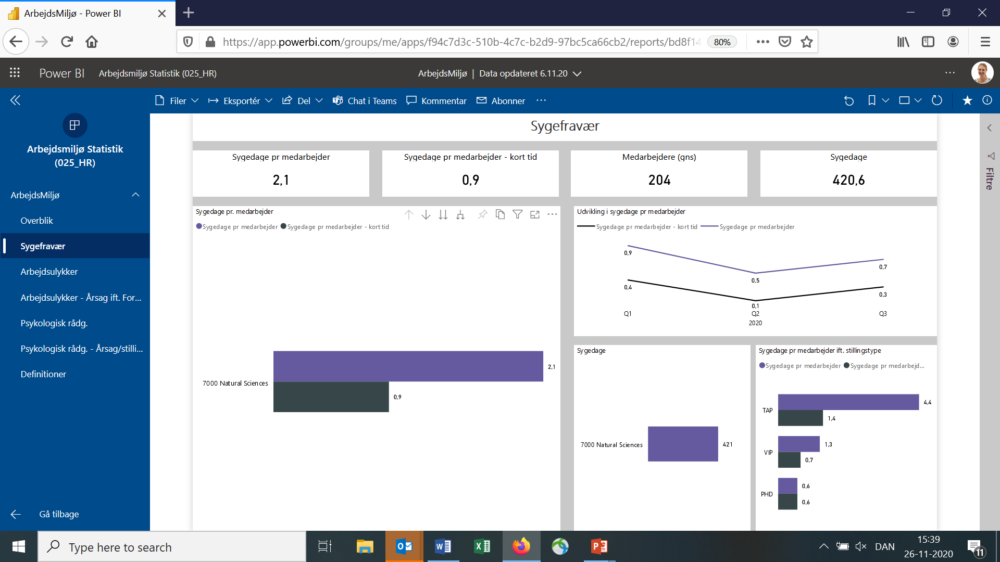 ArbejdsMiljø - Power BI
https://app.powerbi.com/groups/me/apps/f94c7d3c-510b-4c7c-b2d9-97bc5ca66cb2/reports/bd8f14
80%
Power BI
Arbejdsmiljø Statistik (025_HR)
ArbejdsMiljø | Data opdateret 6.11.20
Filer
Eksportér
Del
Chat i Teams
Kommentar
Abonner
Arbejdsmiljø Statistik
(025_HR)
ArbejdsMiljø
Overblik
Sygefravær
Arbejdsulykker
Arbejdsulykker - Årsag ift. For...
Psykologisk rådg.
Psykologisk rådg. - Årsag/stilli...
Definitioner
Gå tilbage
Sygefravær
Sygedage pr medarbejder
2,1
Sygedage pr medarbejder - kort tid
0,9
Medarbejdere (gns)
204
Sygedage
420,6
Filtre
Sygedage pr. medarbejder
Sygedage pr medarbejder
Sygedage pr medarbejder - kort tid
7000 Natural Sciences
2,1
0,9
Udvikling i sygedage pr medarbejder
Sygedage pr medarbejder - kort tid
Sygedage pr medarbejder
0,9
0,5
0,7
0,4
0,1
0,3
Q1
Q2
Q3
2020
Sygedage
7000 Natural Sciences
421
Sygedage pr medarbejder ift. stillingstype
Sygedage pr medarbejder
Sygedage pr medarbejd...
TAP
4,4
1,4
VIP
1,3
0,7
PHD
0,6
0,6
Type here to search
DAN
15:39
26-11-2020
11